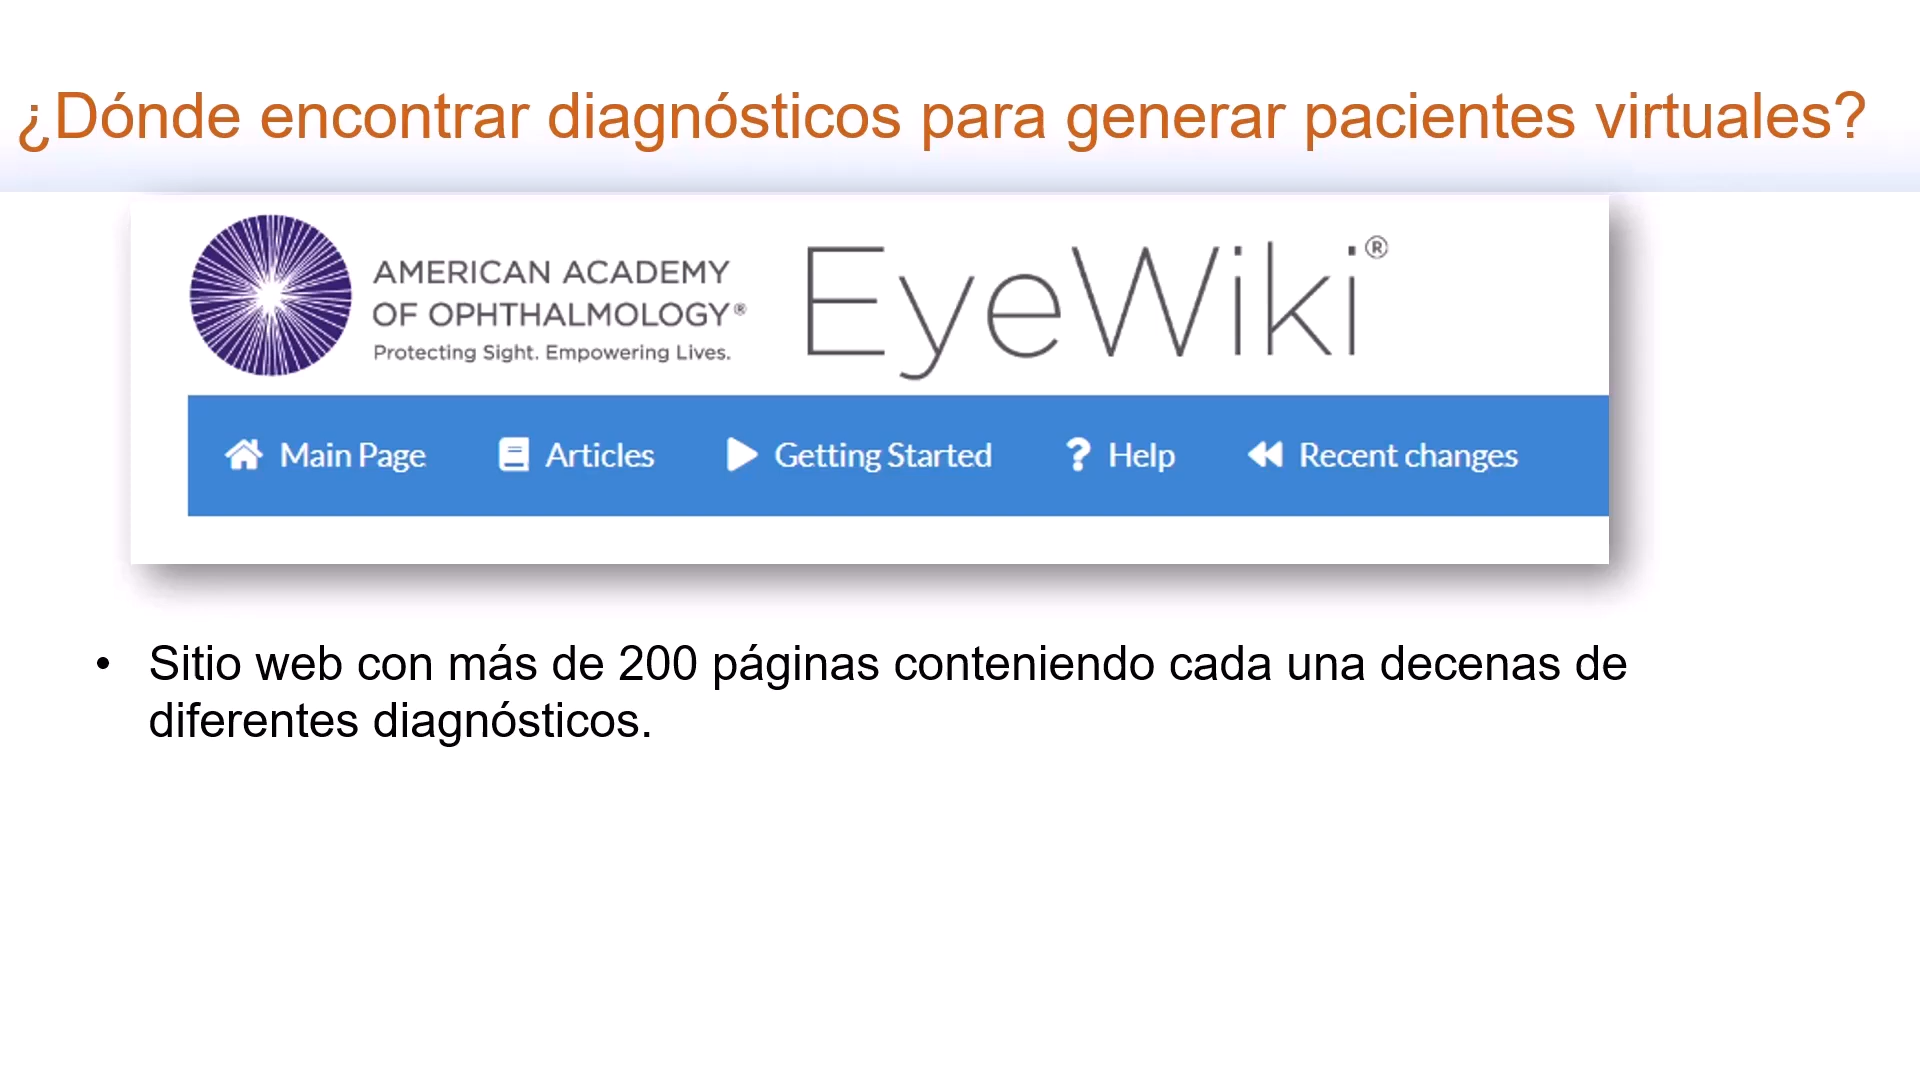 ¿Dónde encontrar diagnósticos para generar pacientes virtuales?
AMERICAN ACADEMY
OF OPHTHALMOLOGY®
Protecting Sight. Empowering Lives.
EyeWiki®
Main Page Articles Getting Started Help Recent changes
• Sitio web con más de 200 páginas conteniendo cada una decenas de
diferentes diagnósticos.